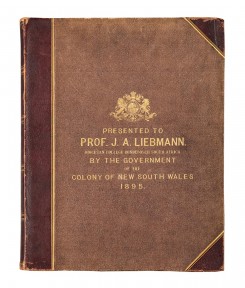 PRESENTED TO
PROF. J. A. LIEBMANN.
BY THE GOVERNMENT
OF THE
COLONY OF NEW SOUTH WALES
1895.